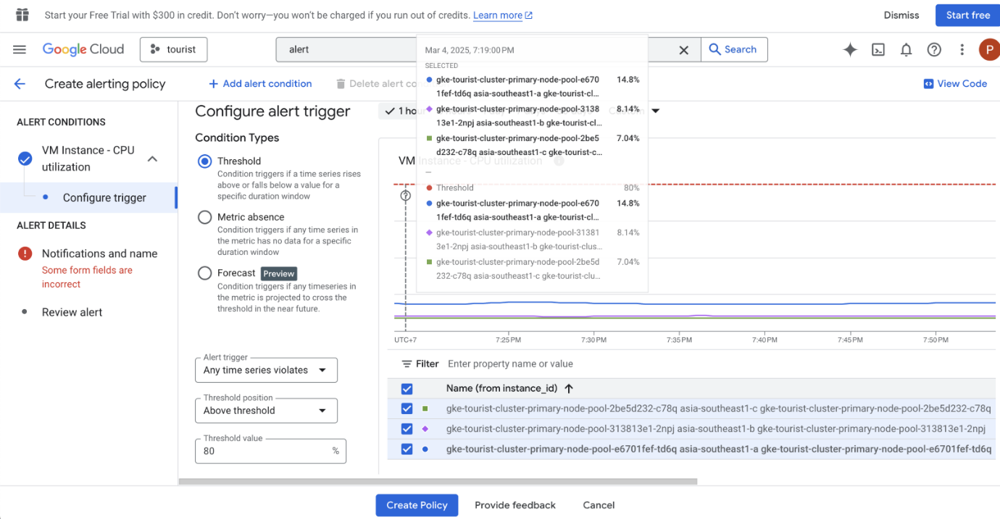 Start your Free Trial with $300 in credit. Don't worry—you won't be charged if you run out of credits. Learn more
Dismiss
Start free
Google Cloud
tourist
alert
Search
P
Create alerting policy
Add alert condition
Delete alert con
View Code
ALERT CONDITIONS
VM Instance - CPU
utilization
Configure trigger
ALERT DETAILS
Notifications and name
Some form fields are
incorrect
Review alert
Configure alert trigger
Condition Types
Threshold
Condition triggers if a time series rises
above or falls below a value for a
specific duration window
Metric absence
Condition triggers if any time series in
the metric has no data for a specific
duration window
Forecast Preview
Condition triggers if any timeseries in
the metric is projected to cross the
threshold in the near future.
Alert trigger
Any time series violates
Threshold position
Above threshold
Threshold value
80 %
1 hour
VM Instance - CPU utilization
Mar 4, 2025, 7:19:00 PM
SELECTED
gke-tourist-cluster-primary-node-pool-e670 14.8%
1fef-td6q asia-southeast1-a gke-tourist-cl...
gke-tourist-cluster-primary-node-pool-3138 8.14%
13e1-2npj asia-southeast1-b gke-tourist-cl...
gke-tourist-cluster-primary-node-pool-2be5 7.04%
d232-c78q asia-southeast1-c gke-tourist-c...
—
Threshold 80%
gke-tourist-cluster-primary-node-pool-e670 14.8%
1fef-td6q asia-southeast1-a gke-tourist-cl...
gke-tourist-cluster-primary-node-pool-31381 8.14%
3e1-2npj asia-southeast1-b gke-tourist-clus...
gke-tourist-cluster-primary-node-pool-2be5d 7.04%
232-c78q asia-southeast1-c gke-tourist-clu...
UTC+7 7:25 PM 7:30 PM 7:35 PM 7:40 PM 7:45 PM 7:50 PM
Filter Enter property name or value
Name (from instance_id)
gke-tourist-cluster-primary-node-pool-2be5d232-c78q asia-southeast1-c gke-tourist-cluster-primary-node-pool-2be5d232-c78q
gke-tourist-cluster-primary-node-pool-313813e1-2npj asia-southeast1-b gke-tourist-cluster-primary-node-pool-313813e1-2npj
gke-tourist-cluster-primary-node-pool-e6701fef-td6q asia-southeast1-a gke-tourist-cluster-primary-node-pool-e6701fef-td6q
Create Policy
Provide feedback
Cancel